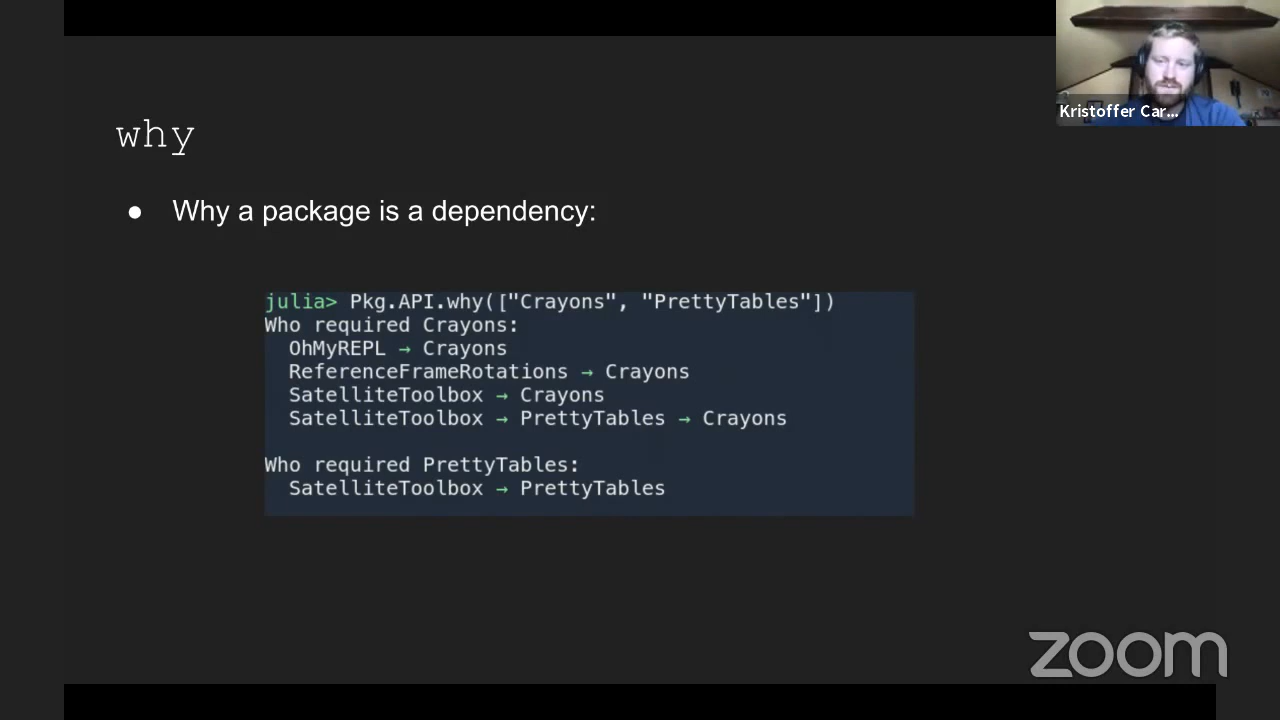 why
● Why a package is a dependency:
julia> Pkg.API.why(["Crayons", "PrettyTables"])
Who required Crayons:
OhMyREPL → Crayons
ReferenceFrameRotations → Crayons
SatelliteToolbox → Crayons
SatelliteToolbox → PrettyTables → Crayons
Who required PrettyTables:
SatelliteToolbox → PrettyTables
Kristoffer Car...
zoom